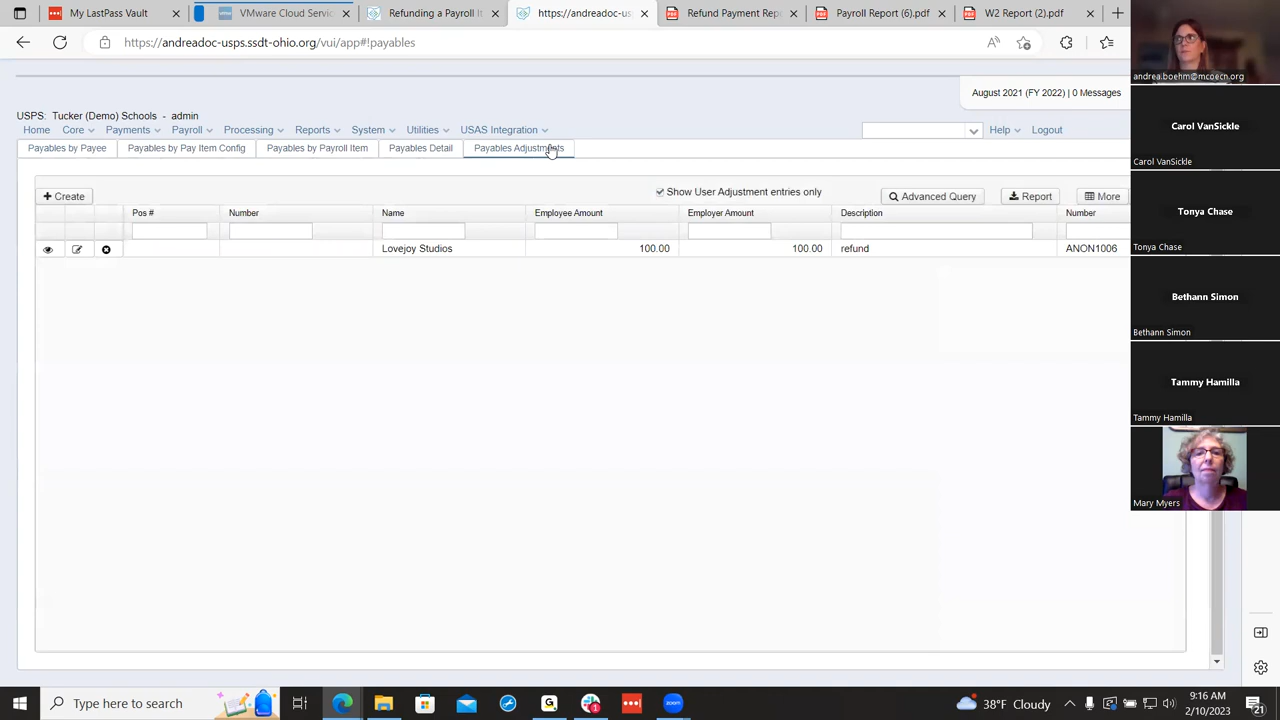 My LastPass Vault
VMware Cloud Servic
Refunding a Payroll It
https://andreadoc-usp
Refund Payment Rep
Payroll Report (6).pdf
W2 Report (2).pdf
https://andreadoc-usps.ssdt-ohio.org/vui/app#!payables
August 2021 (FY 2022) | 0 Messages
USPS: Tucker (Demo) Schools - admin
Home Core Payments Payroll Processing Reports System Utilities USAS Integration Help Logout
Payables by Payee Payables by Pay Item Config Payables by Payroll Item Payables Detail Payables Adjustments
Create Show User Adjustment entries only Advanced Query Report More
Pos # Number Name Employee Amount Employer Amount Description Number
Lovejoy Studios 100.00 100.00 refund ANON1006
andrea.boehm@mcoecn.org
Carol VanSickle
Carol VanSickle
Tonya Chase
Tonya Chase
Bethann Simon
Bethann Simon
Tammy Hamilla
Tammy Hamilla
Mary Myers
Type here to search
zoom
38°F Cloudy
9:16 AM
2/10/2023
21